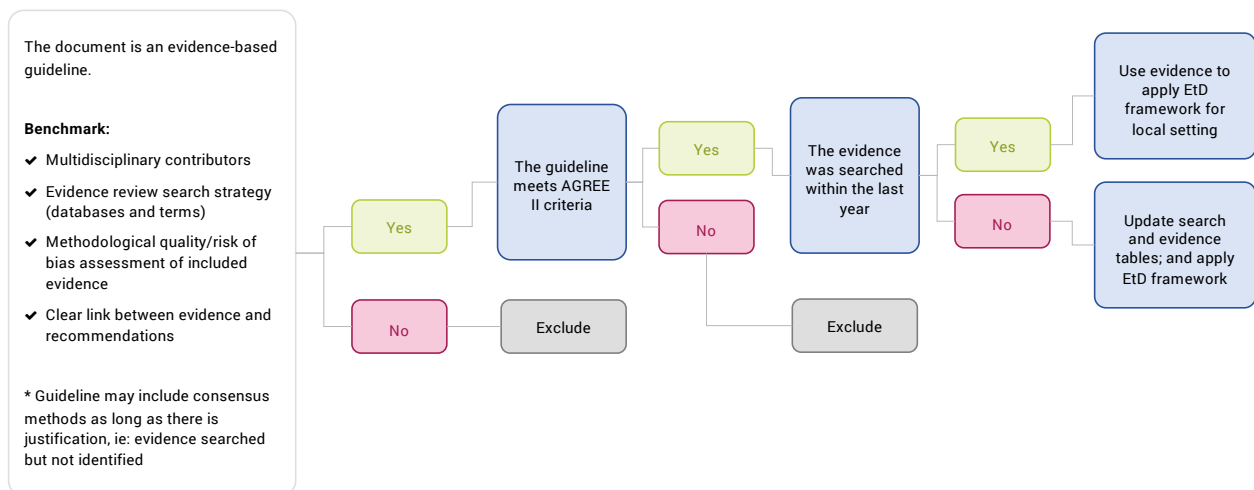 The document is an evidence-based
guideline.
Benchmark:
✔ Multidisciplinary contributors
✔ Evidence review search strategy
(databases and terms)
✔ Methodological quality/risk of
bias assessment of included
evidence
✔ Clear link between evidence and
recommendations
* Guideline may include consensus
methods as long as there is
justification, ie: evidence searched
but not identified
Yes
No
The guideline
meets AGREE
II criteria
Exclude
Yes
No
The evidence
was searched
within the last
year
Exclude
Yes
No
Use evidence to
apply EtD
framework for
local setting
Update search
and evidence
tables; and apply
EtD framework